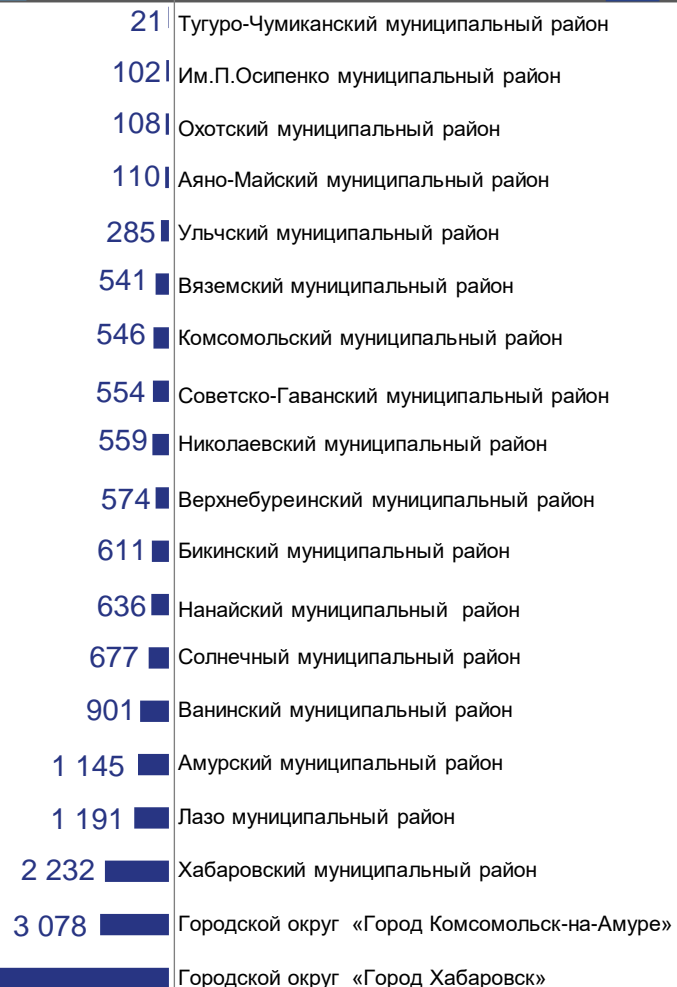 21 Тугуро-Чумиканский муниципальный район
102 Им.П.Осипенко муниципальный район
108 Охотский муниципальный район
110 Аяно-Майский муниципальный район
285 Ульчский муниципальный район
541 Вяземский муниципальный район
546 Комсомольский муниципальный район
554 Советско-Гаванский муниципальный район
559 Николаевский муниципальный район
574 Верхнебуреинский муниципальный район
611 Бикинский муниципальный район
636 Нанайский муниципальный район
677 Солнечный муниципальный район
901 Ванинский муниципальный район
1 145 Амурский муниципальный район
1 191 Лазо муниципальный район
2 232 Хабаровский муниципальный район
3 078 Городской округ «Город Комсомольск-на-Амуре»
Городской округ «Город Хабаровск»